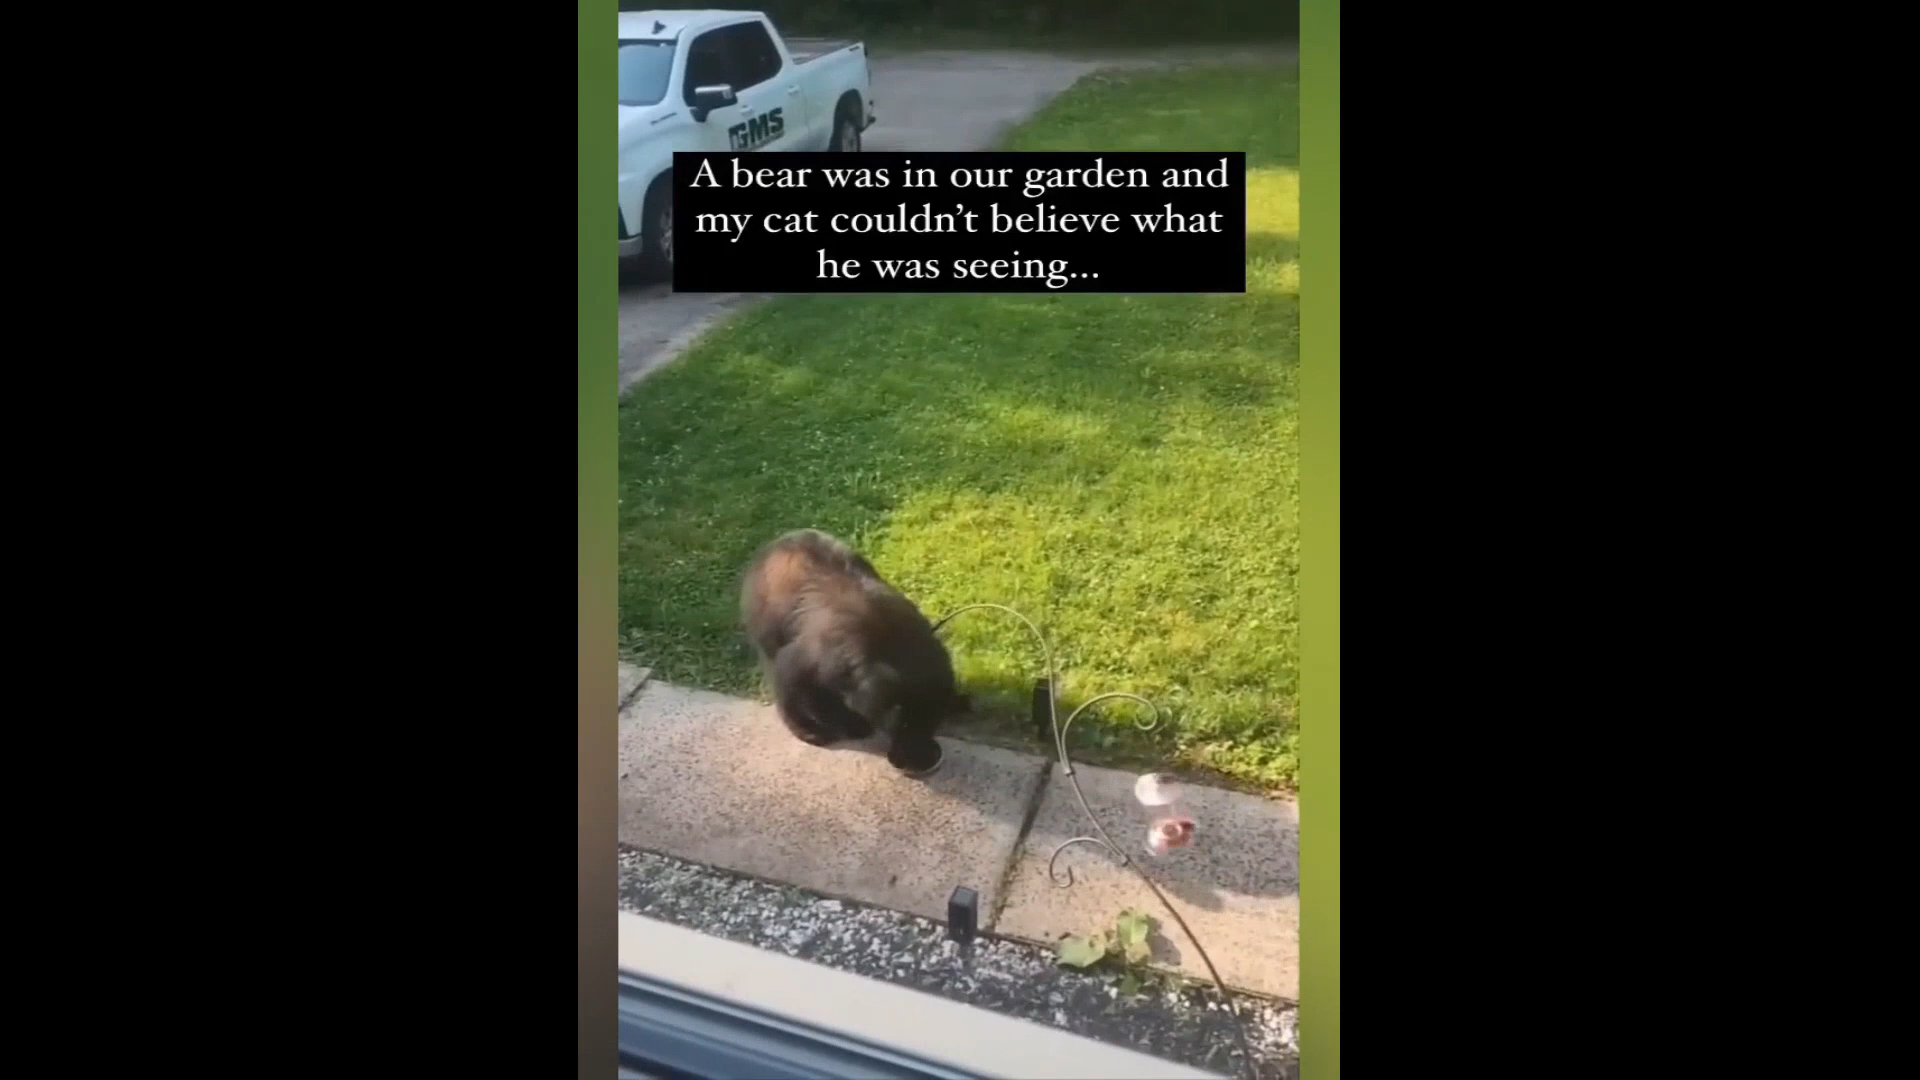 GMS
A bear was in our garden and
my cat couldn’t believe what
he was seeing...